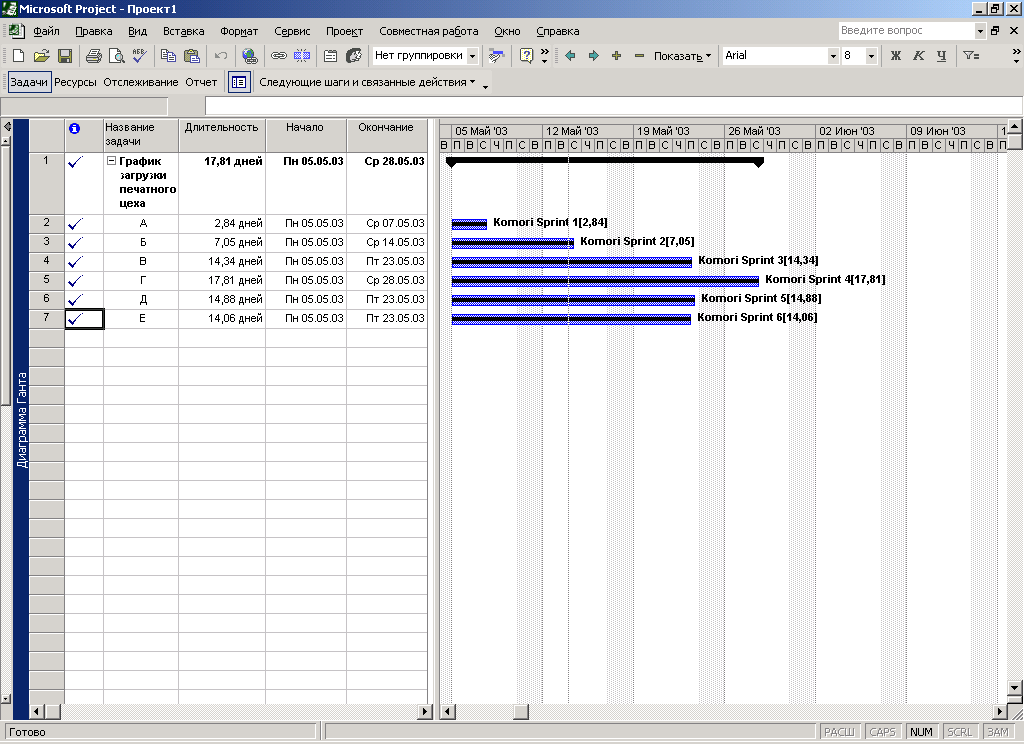 Microsoft Project - Проект1
Файл Правка Вид Вставка Формат Сервис Проект Совместная работа Окно Справка Введите вопрос
Нет группировки Показать Arial 8 Ж К Ч
Задачи Ресурсы Отслеживание Отчет Следующие шаги и связанные действия
Название задачи Длительность Начало Окончание
05 Май '03 12 Май '03 19 Май '03 26 Май '03 02 Июн '03 09 Июн '03 1
В П В С Ч П С В П В С Ч П С В П В С Ч П С В П В С Ч П С В П В С Ч П С В П В С Ч П С В П
1 График загрузки печатного цеха 17,81 дней Пн 05.05.03 Ср 28.05.03
2 А 2,84 дней Пн 05.05.03 Ср 07.05.03 Komori Sprint 1[2,84]
3 Б 7,05 дней Пн 05.05.03 Ср 14.05.03 Komori Sprint 2[7,05]
4 В 14,34 дней Пн 05.05.03 Пт 23.05.03 Komori Sprint 3[14,34]
5 Г 17,81 дней Пн 05.05.03 Ср 28.05.03 Komori Sprint 4[17,81]
6 Д 14,88 дней Пн 05.05.03 Пт 23.05.03 Komori Sprint 5[14,88]
7 Е 14,06 дней Пн 05.05.03 Пт 23.05.03 Komori Sprint 6[14,06]
Диаграмма Ганта
Готово РАСШ CAPS NUM SCRL ЗАМ